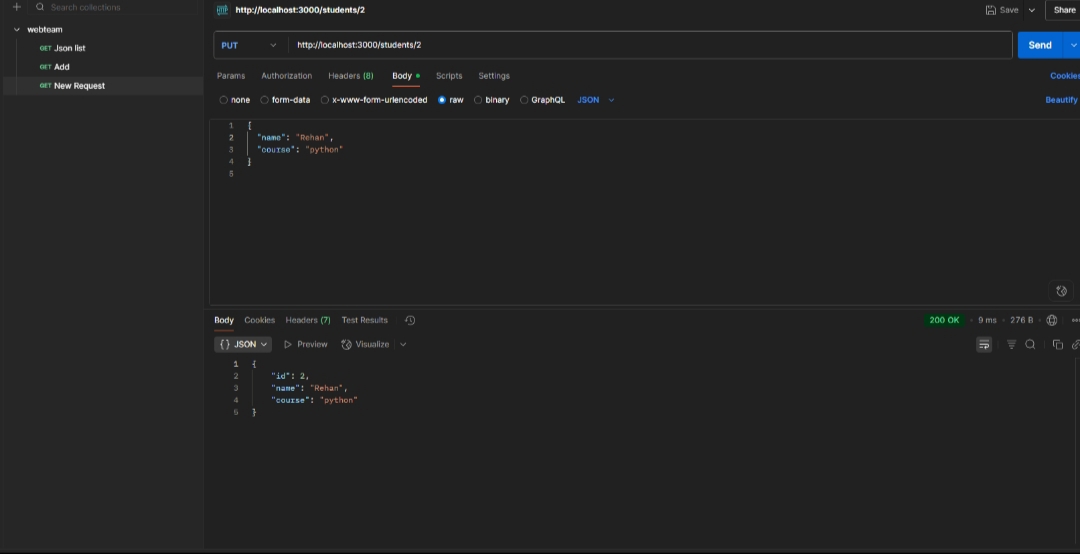 Search collections
http://localhost:3000/students/2
Save
Share
webteam
GET Json list
GET Add
GET New Request
PUT http://localhost:3000/students/2
Send
Params Authorization Headers (8) Body Scripts Settings
Cookies
none form-data x-www-form-urlencoded raw binary GraphQL JSON
Beautify
1 {
2 "name": "Rehan",
3 "course": "python"
4 }
5
Body Cookies Headers (7) Test Results
200 OK 9 ms 276 B
{} JSON Preview Visualize
1 {
2 "id": 2,
3 "name": "Rehan",
4 "course": "python"
5 }